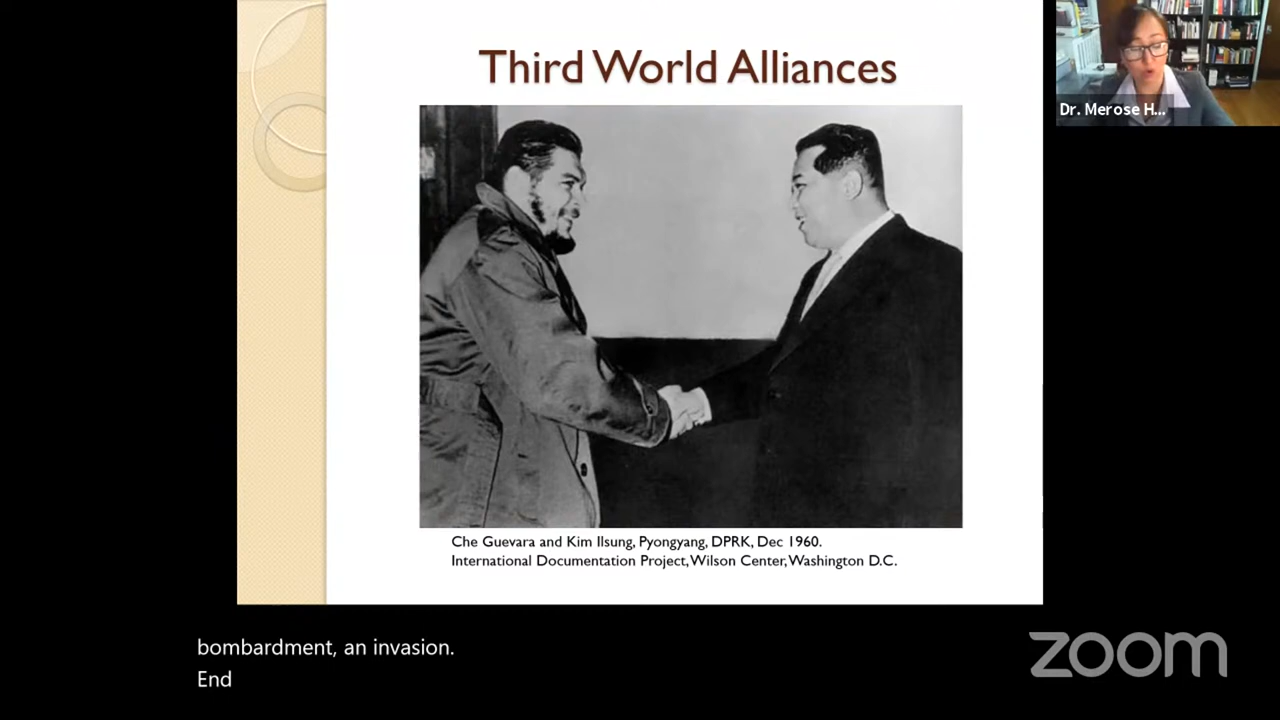 Third World Alliances
Dr. Merose H...
Che Guevara and Kim Ilsung, Pyongyang, DPRK, Dec 1960.
International Documentation Project, Wilson Center, Washington D.C.
bombardment, an invasion.
End
zoom